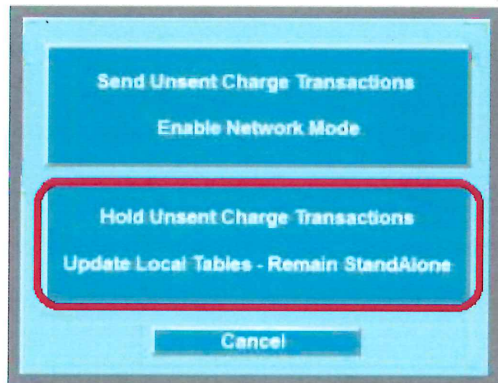 Send Unsent Charge Transactions
Enable Network Mode
Hold Unsent Charge Transactions
Update Local Tables - Remain StandAlone
Cancel